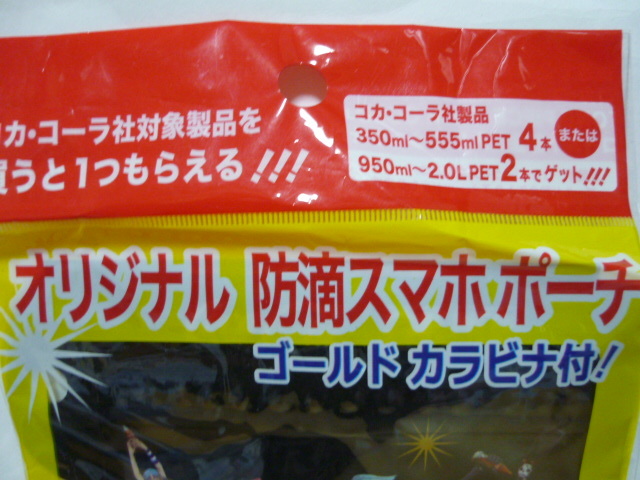 コカ・コーラ社対象製品を
買うと1つもらえる!!!
コカ・コーラ社製品
350ml〜555ml PET 4本 または
950ml〜2.0L PET 2本でゲット!!!
オリジナル 防滴スマホポーチ
ゴールド カラビナ付!